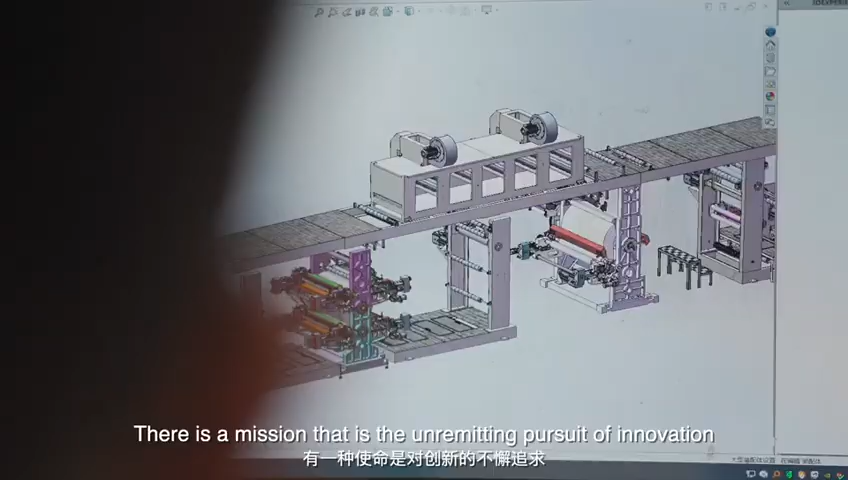 There is a mission that is the unremitting pursuit of innovation
有一种使命是对创新的不懈追求